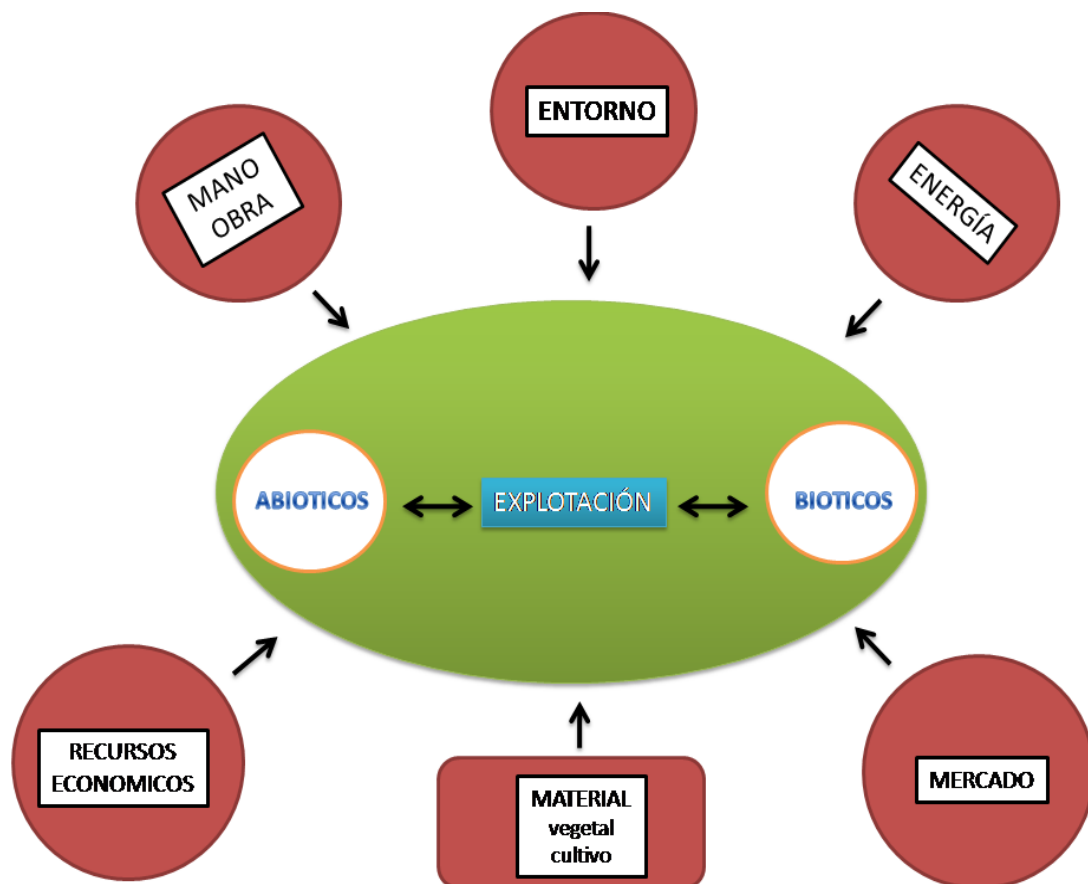 ENTORNO
MANO
OBRA
ENERGÍA
ABIOTICOS
EXPLOTACIÓN
BIOTICOS
RECURSOS
ECONOMICOS
MATERIAL
vegetal
cultivo
MERCADO